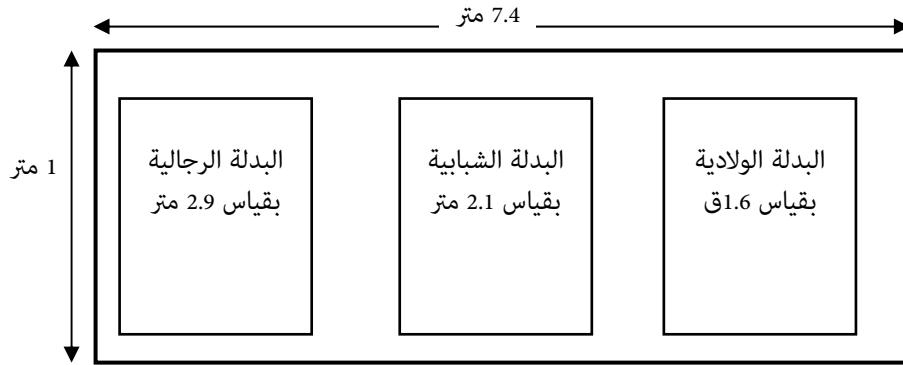 7.4 متر
1 متر
البدلة الولادية
بقياس 1.6ق
البدلة الشبابية
بقياس 2.1 متر
البدلة الرجالية
بقياس 2.9 متر